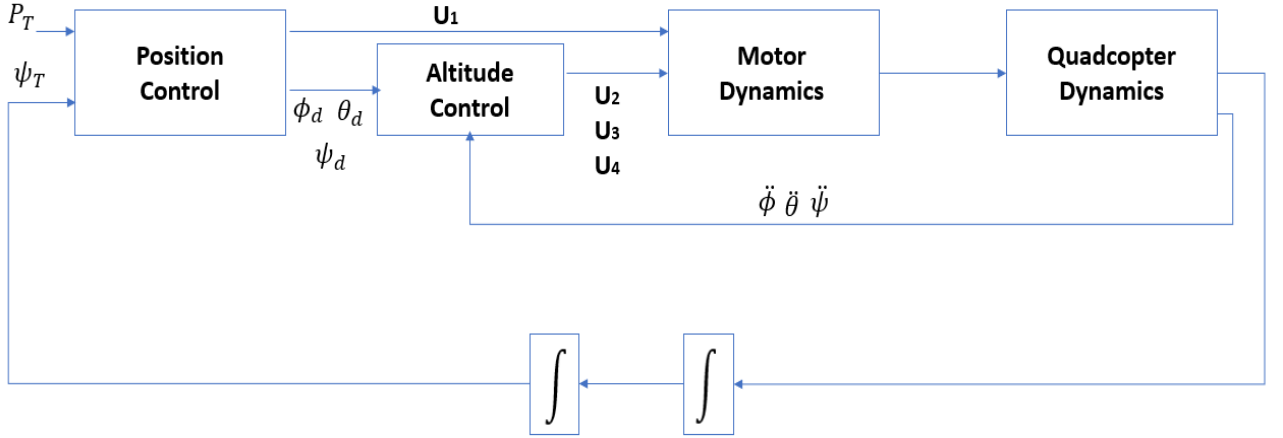 P_T
ψ_T
Position
Control
U₁
ϕ_d θ_d
ψ_d
Altitude
Control
U₂
U₃
U₄
Motor
Dynamics
Quadcopter
Dynamics
ϕ̈ θ̈ ψ̈
∫
∫